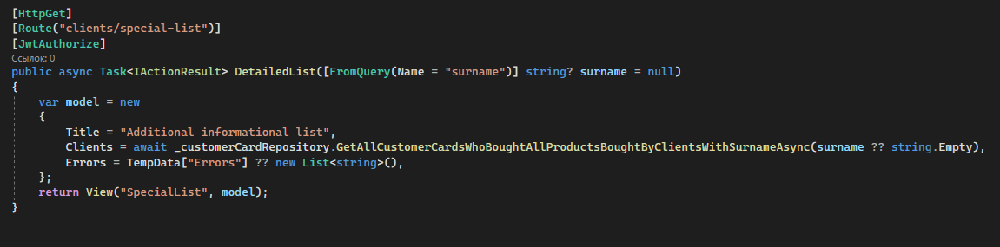 [HttpGet]
[Route("clients/special-list")]
[JwtAuthorize]
Ссылок: 0
public async Task<IActionResult> DetailedList([FromQuery(Name = "surname")] string? surname = null)
{
    var model = new
    {
        Title = "Additional informational list",
        Clients = await _customerCardRepository.GetAllCustomerCardsWhoBoughtAllProductsBoughtByClientsWithSurnameAsync(surname ?? string.Empty),
        Errors = TempData["Errors"] ?? new List<string>(),
    };
    return View("SpecialList", model);
}